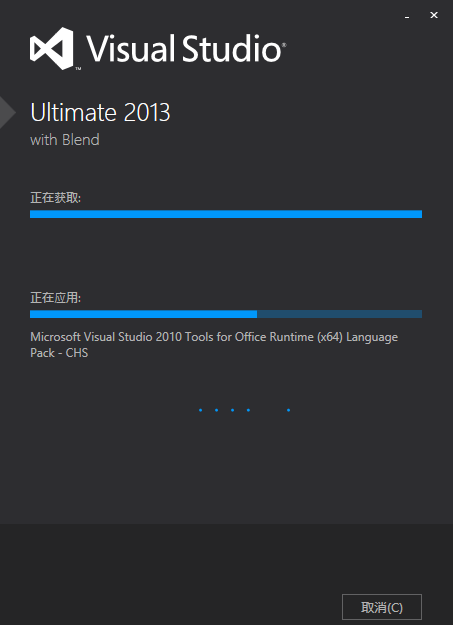 Visual Studio®
™
Ultimate 2013
with Blend
正在获取:
正在应用:
Microsoft Visual Studio 2010 Tools for Office Runtime (x64) Language
Pack - CHS
取消(C)